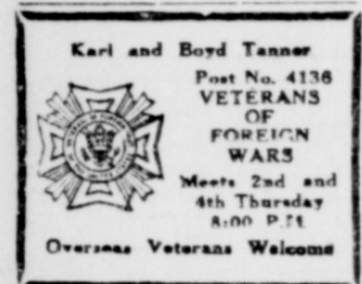 Karl and Boyd Tanner
Post No. 4136
VETERANS
OF
FOREIGN
WARS
Meets 2nd and
4th Thursday
8:00 P.M.
Overseas Veterans Welcome